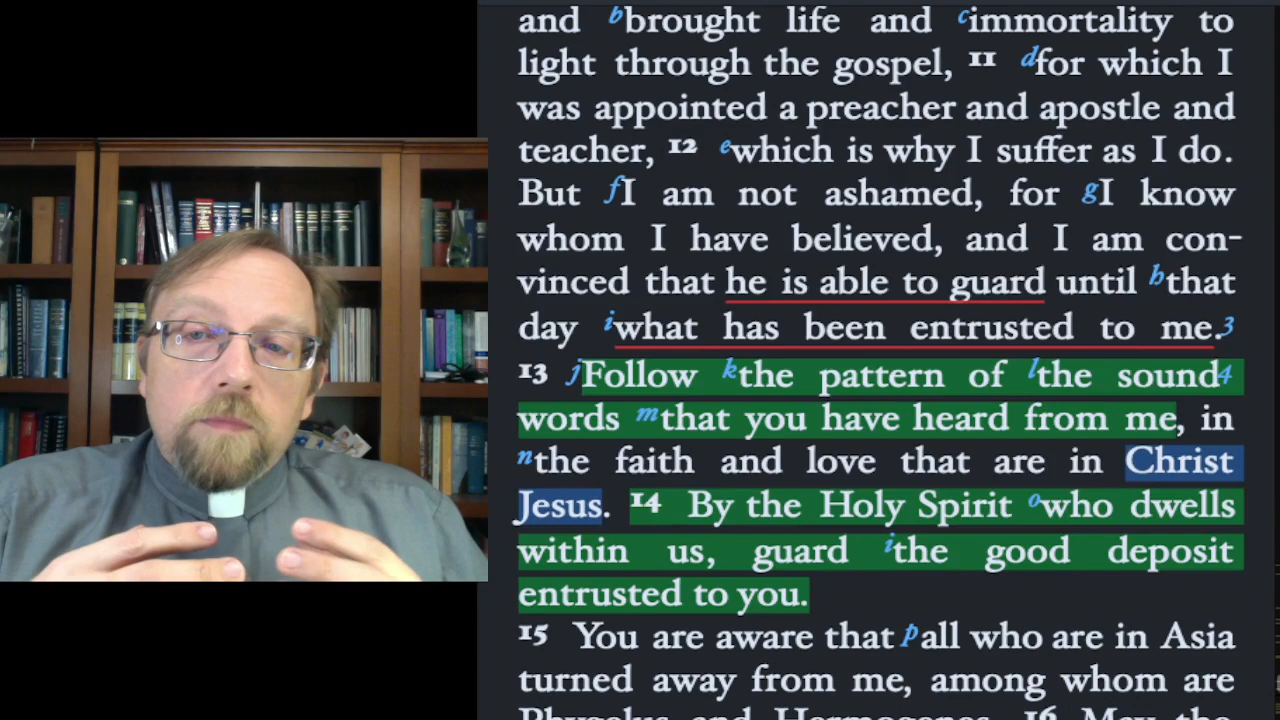 and bbrought life and cimmortality to
light through the gospel, 11 dfor which I
was appointed a preacher and apostle and
teacher, 12 ewhich is why I suffer as I do.
But fI am not ashamed, for gI know
whom I have believed, and I am con-
vinced that he is able to guard until hthat
day iwhat has been entrusted to me.3
13 jFollow kthe pattern of lthe sound4
words mthat you have heard from me, in
nthe faith and love that are in Christ
Jesus. 14 By the Holy Spirit owho dwells
within us, guard ithe good deposit
entrusted to you.
15 You are aware that pall who are in Asia
turned away from me, among whom are
Phygelus and Hermogenes. 16 May the